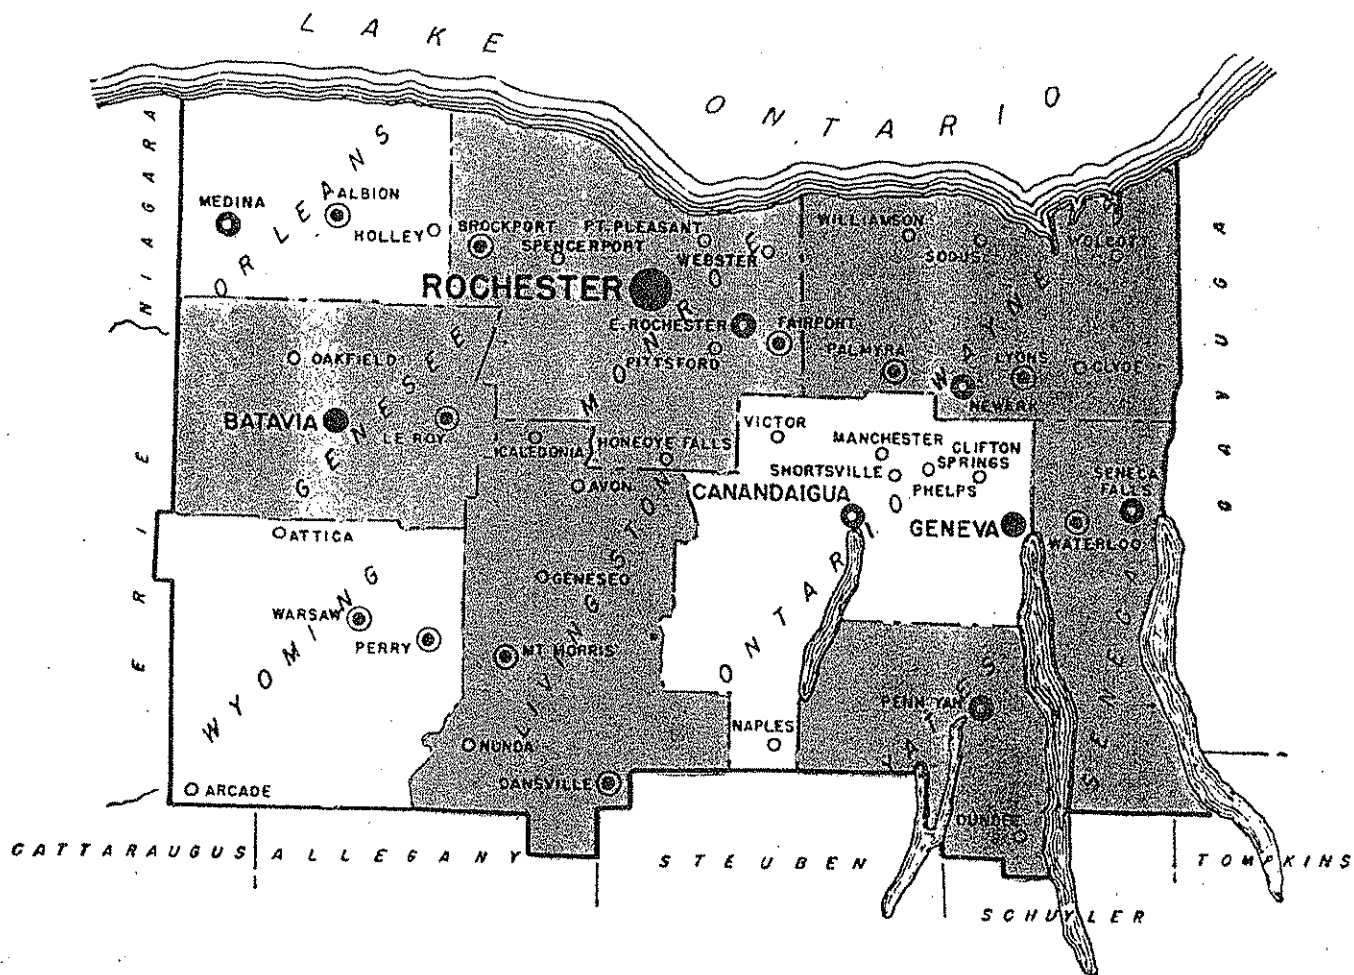 LAKE
ONTARIO
NIAGARA
ORLEANS
MEDINA
ALBION
HOLLEY
BROCKPORT
SPENCERPORT
PT. PLEASANT
WEBSTER
ROCHESTER
MONROE
E. ROCHESTER
FAIRPORT
PITTSFORD
WILLIAMSON
SODUS
WOLCOTT
WAYNE
PALMYRA
LYONS
CLYDE
NEWARK
CAYUGA
OAKFIELD
GENESEE
BATAVIA
LE ROY
CALEDONIA
HONEOYE FALLS
AVON
VICTOR
MANCHESTER
CLIFTON
SPRINGS
SHORTSVILLE
PHELPS
CANANDAIGUA
GENEVA
SENECA
FALLS
WATERLOO
ERIE
ATTICA
WYOMING
WARSAW
PERRY
ARCADE
GENESEO
LIVINGSTON
MT. MORRIS
NUNDA
DANSVILLE
ONTARIO
NAPLES
YATES
PENN YAN
DUNDEE
SENECA
CATTARAUGUS
ALLEGANY
STEUBEN
SCHUYLER
TOMPKINS